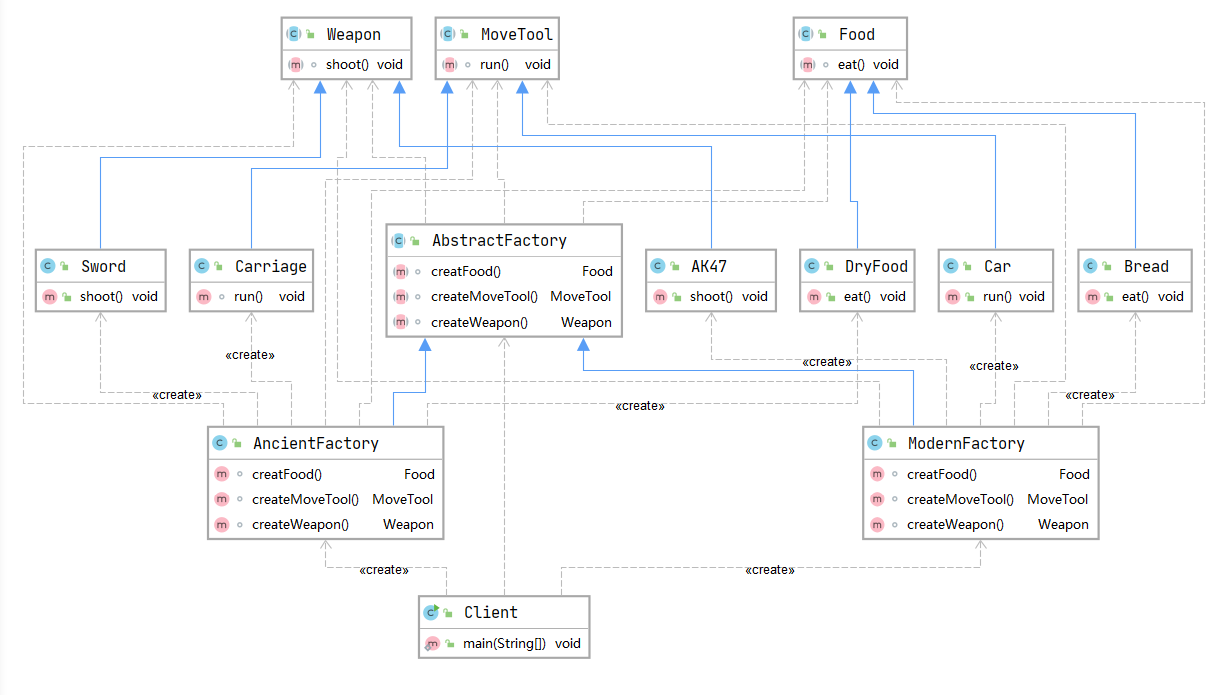 Weapon
shoot() void
MoveTool
run() void
Food
eat() void
Sword
shoot() void
Carriage
run() void
AbstractFactory
creatFood() Food
createMoveTool() MoveTool
createWeapon() Weapon
AK47
shoot() void
DryFood
eat() void
Car
run() void
Bread
eat() void
«create»
«create»
«create»
«create»
«create»
«create»
AncientFactory
creatFood() Food
createMoveTool() MoveTool
createWeapon() Weapon
ModernFactory
creatFood() Food
createMoveTool() MoveTool
createWeapon() Weapon
«create»
«create»
Client
main(String[]) void